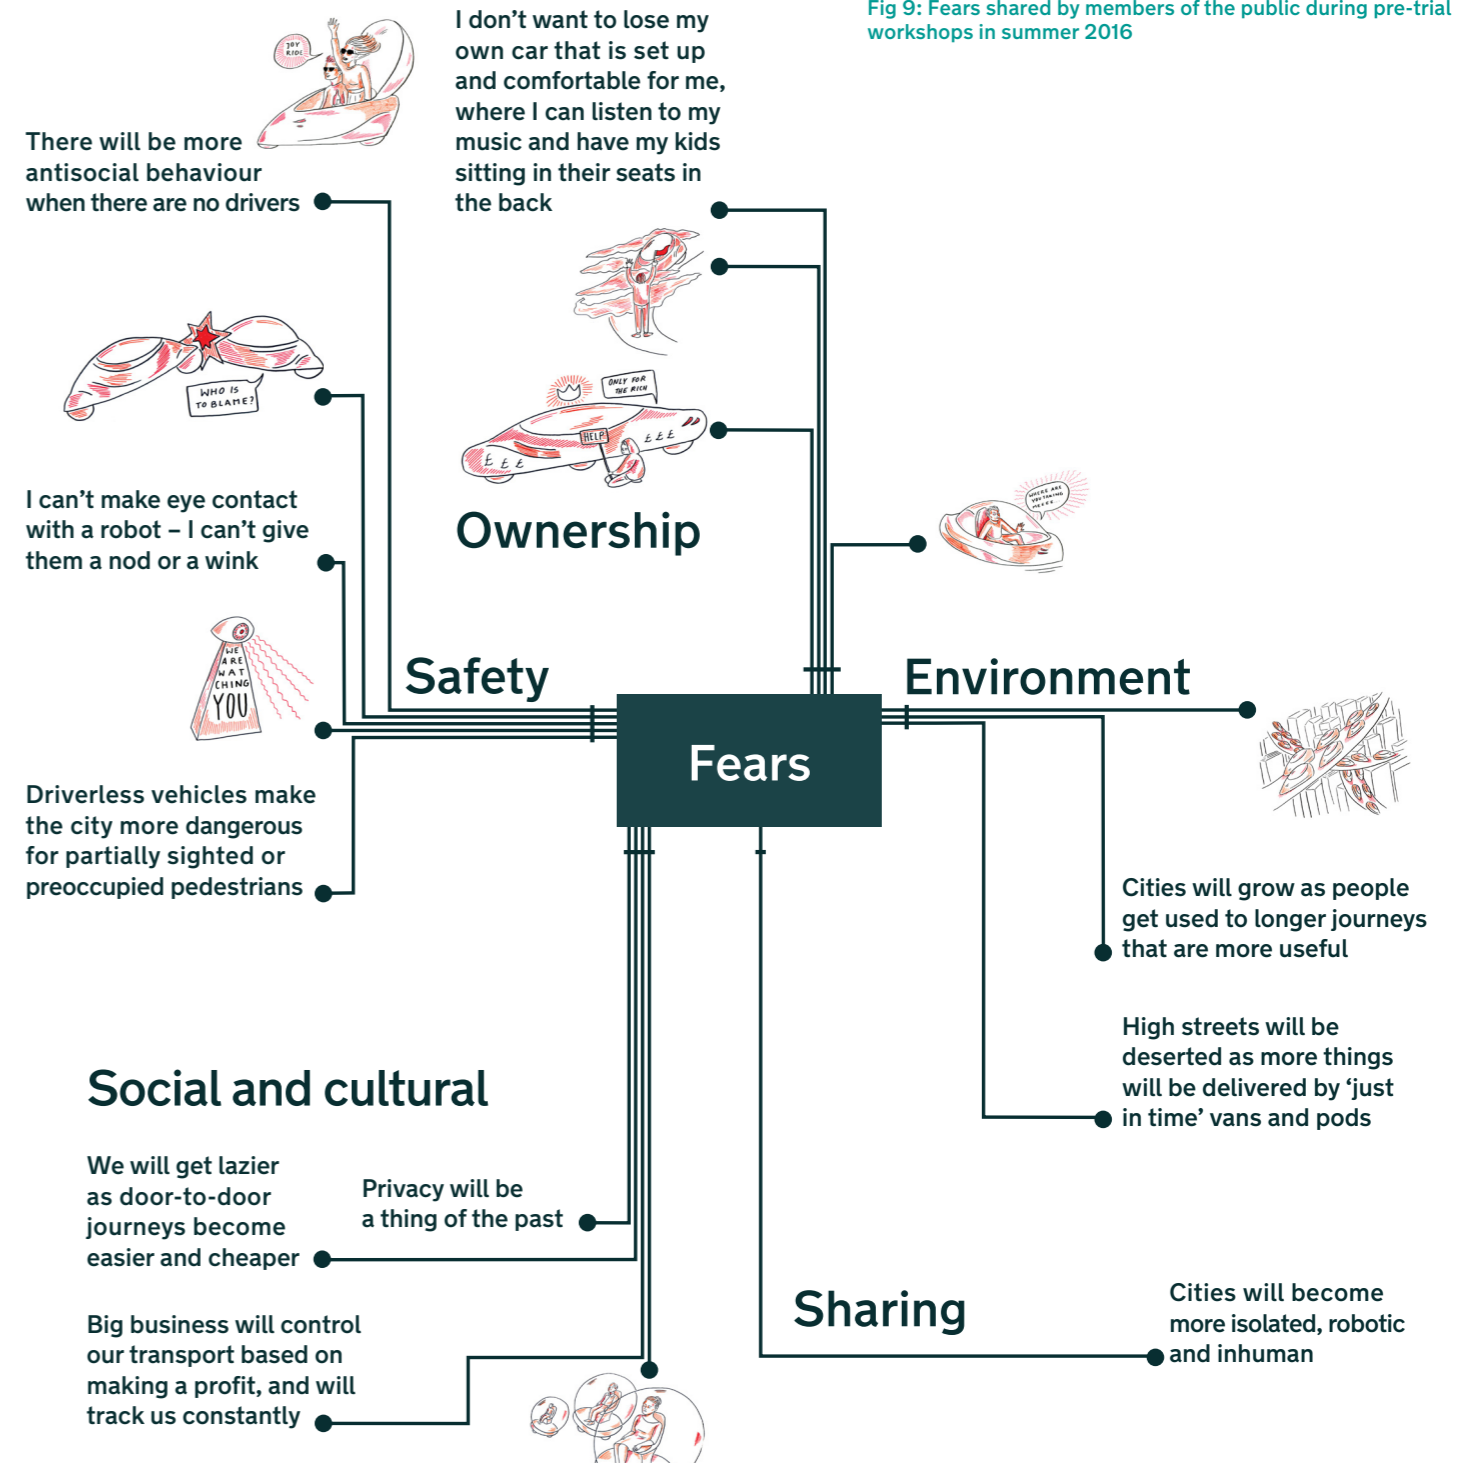 Fig 9: Fears shared by members of the public during pre-trial
workshops in summer 2016
JOY
RIDE
There will be more
antisocial behaviour
when there are no drivers
I don’t want to lose my
own car that is set up
and comfortable for me,
where I can listen to my
music and have my kids
sitting in their seats in
the back
WHO IS
TO BLAME?
ONLY FOR
THE RICH
HELP
£ £ £
£ £ £
Ownership
I can’t make eye contact
with a robot – I can’t give
them a nod or a wink
WHERE ARE
YOU TAKING
MEEEE
WE
ARE
WAT
CHING
YOU
Safety
Environment
Fears
Driverless vehicles make
the city more dangerous
for partially sighted or
preoccupied pedestrians
Cities will grow as people
get used to longer journeys
that are more useful
High streets will be
deserted as more things
will be delivered by ‘just
in time’ vans and pods
Social and cultural
We will get lazier
as door-to-door
journeys become
easier and cheaper
Privacy will be
a thing of the past
Big business will control
our transport based on
making a profit, and will
track us constantly
Sharing
Cities will become
more isolated, robotic
and inhuman